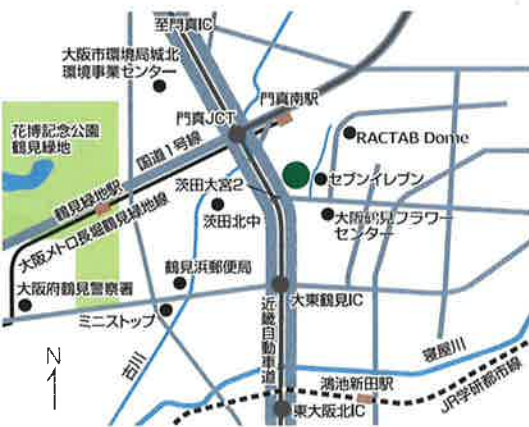 至門真IC
大阪市環境局城北
環境事業センター
門真南駅
門真JCT
RACTAB Dome
花博記念公園
鶴見緑地
国道1号線
セブンイレブン
茨田大宮2
鶴見緑地駅
大阪メトロ長堀鶴見緑地線
茨田北中
大阪鶴見フラワー
センター
鶴見浜郵便局
大阪府鶴見警察署
大東鶴見IC
ミニストップ
近畿自動車道
古川
寝屋川
N
鴻池新田駅
JR学研都市線
東大阪北IC